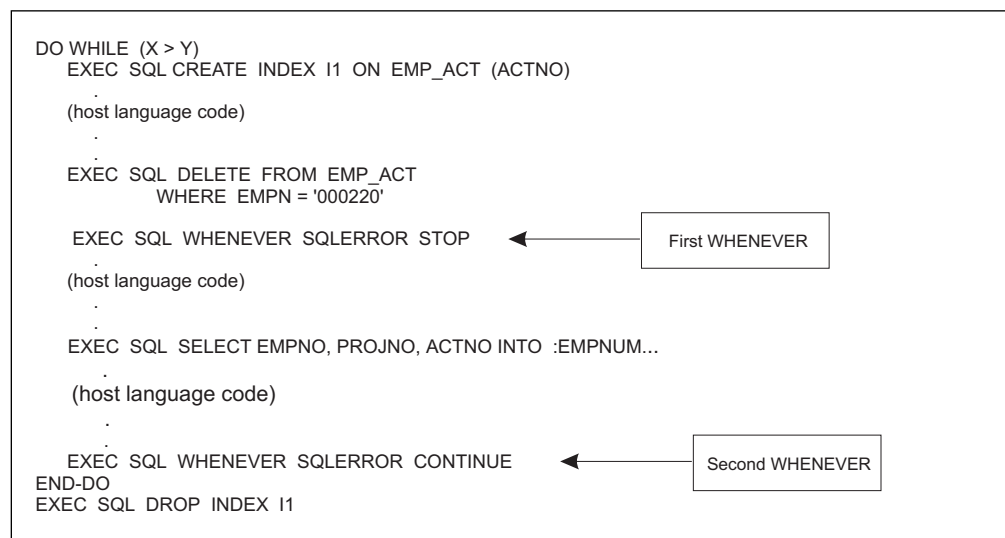 DO WHILE (X > Y)
EXEC SQL CREATE INDEX I1 ON EMP_ACT (ACTNO)
.
(host language code)
.
.
EXEC SQL DELETE FROM EMP_ACT
WHERE EMPN = '000220'
EXEC SQL WHENEVER SQLERROR STOP First WHENEVER
.
(host language code)
.
.
EXEC SQL SELECT EMPNO, PROJNO, ACTNO INTO :EMPNUM...
.
(host language code)
.
.
EXEC SQL WHENEVER SQLERROR CONTINUE Second WHENEVER
END-DO
EXEC SQL DROP INDEX I1